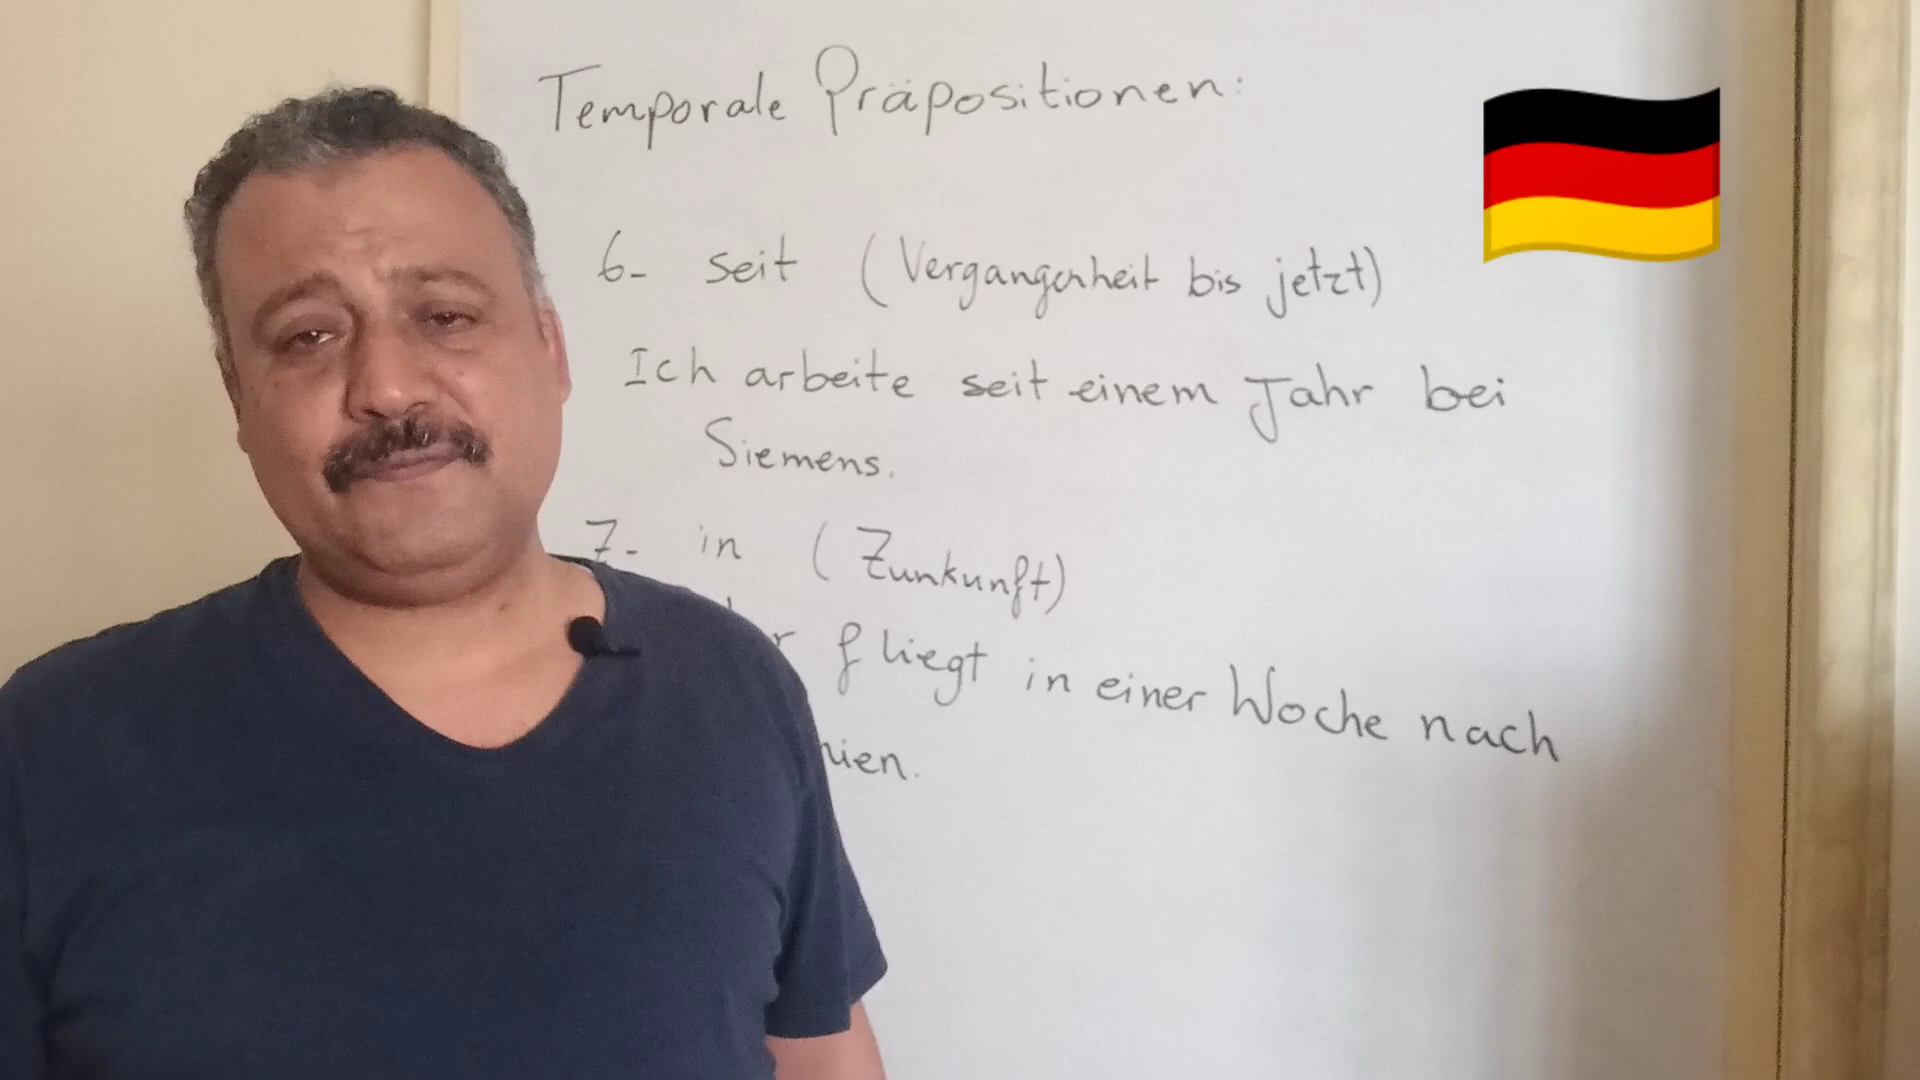 Temporale Präpositionen:
6- seit (Vergangenheit bis jetzt)
Ich arbeite seit einem Jahr bei
Siemens.
7- in (Zunkunft)
fliegt in einer Woche nach